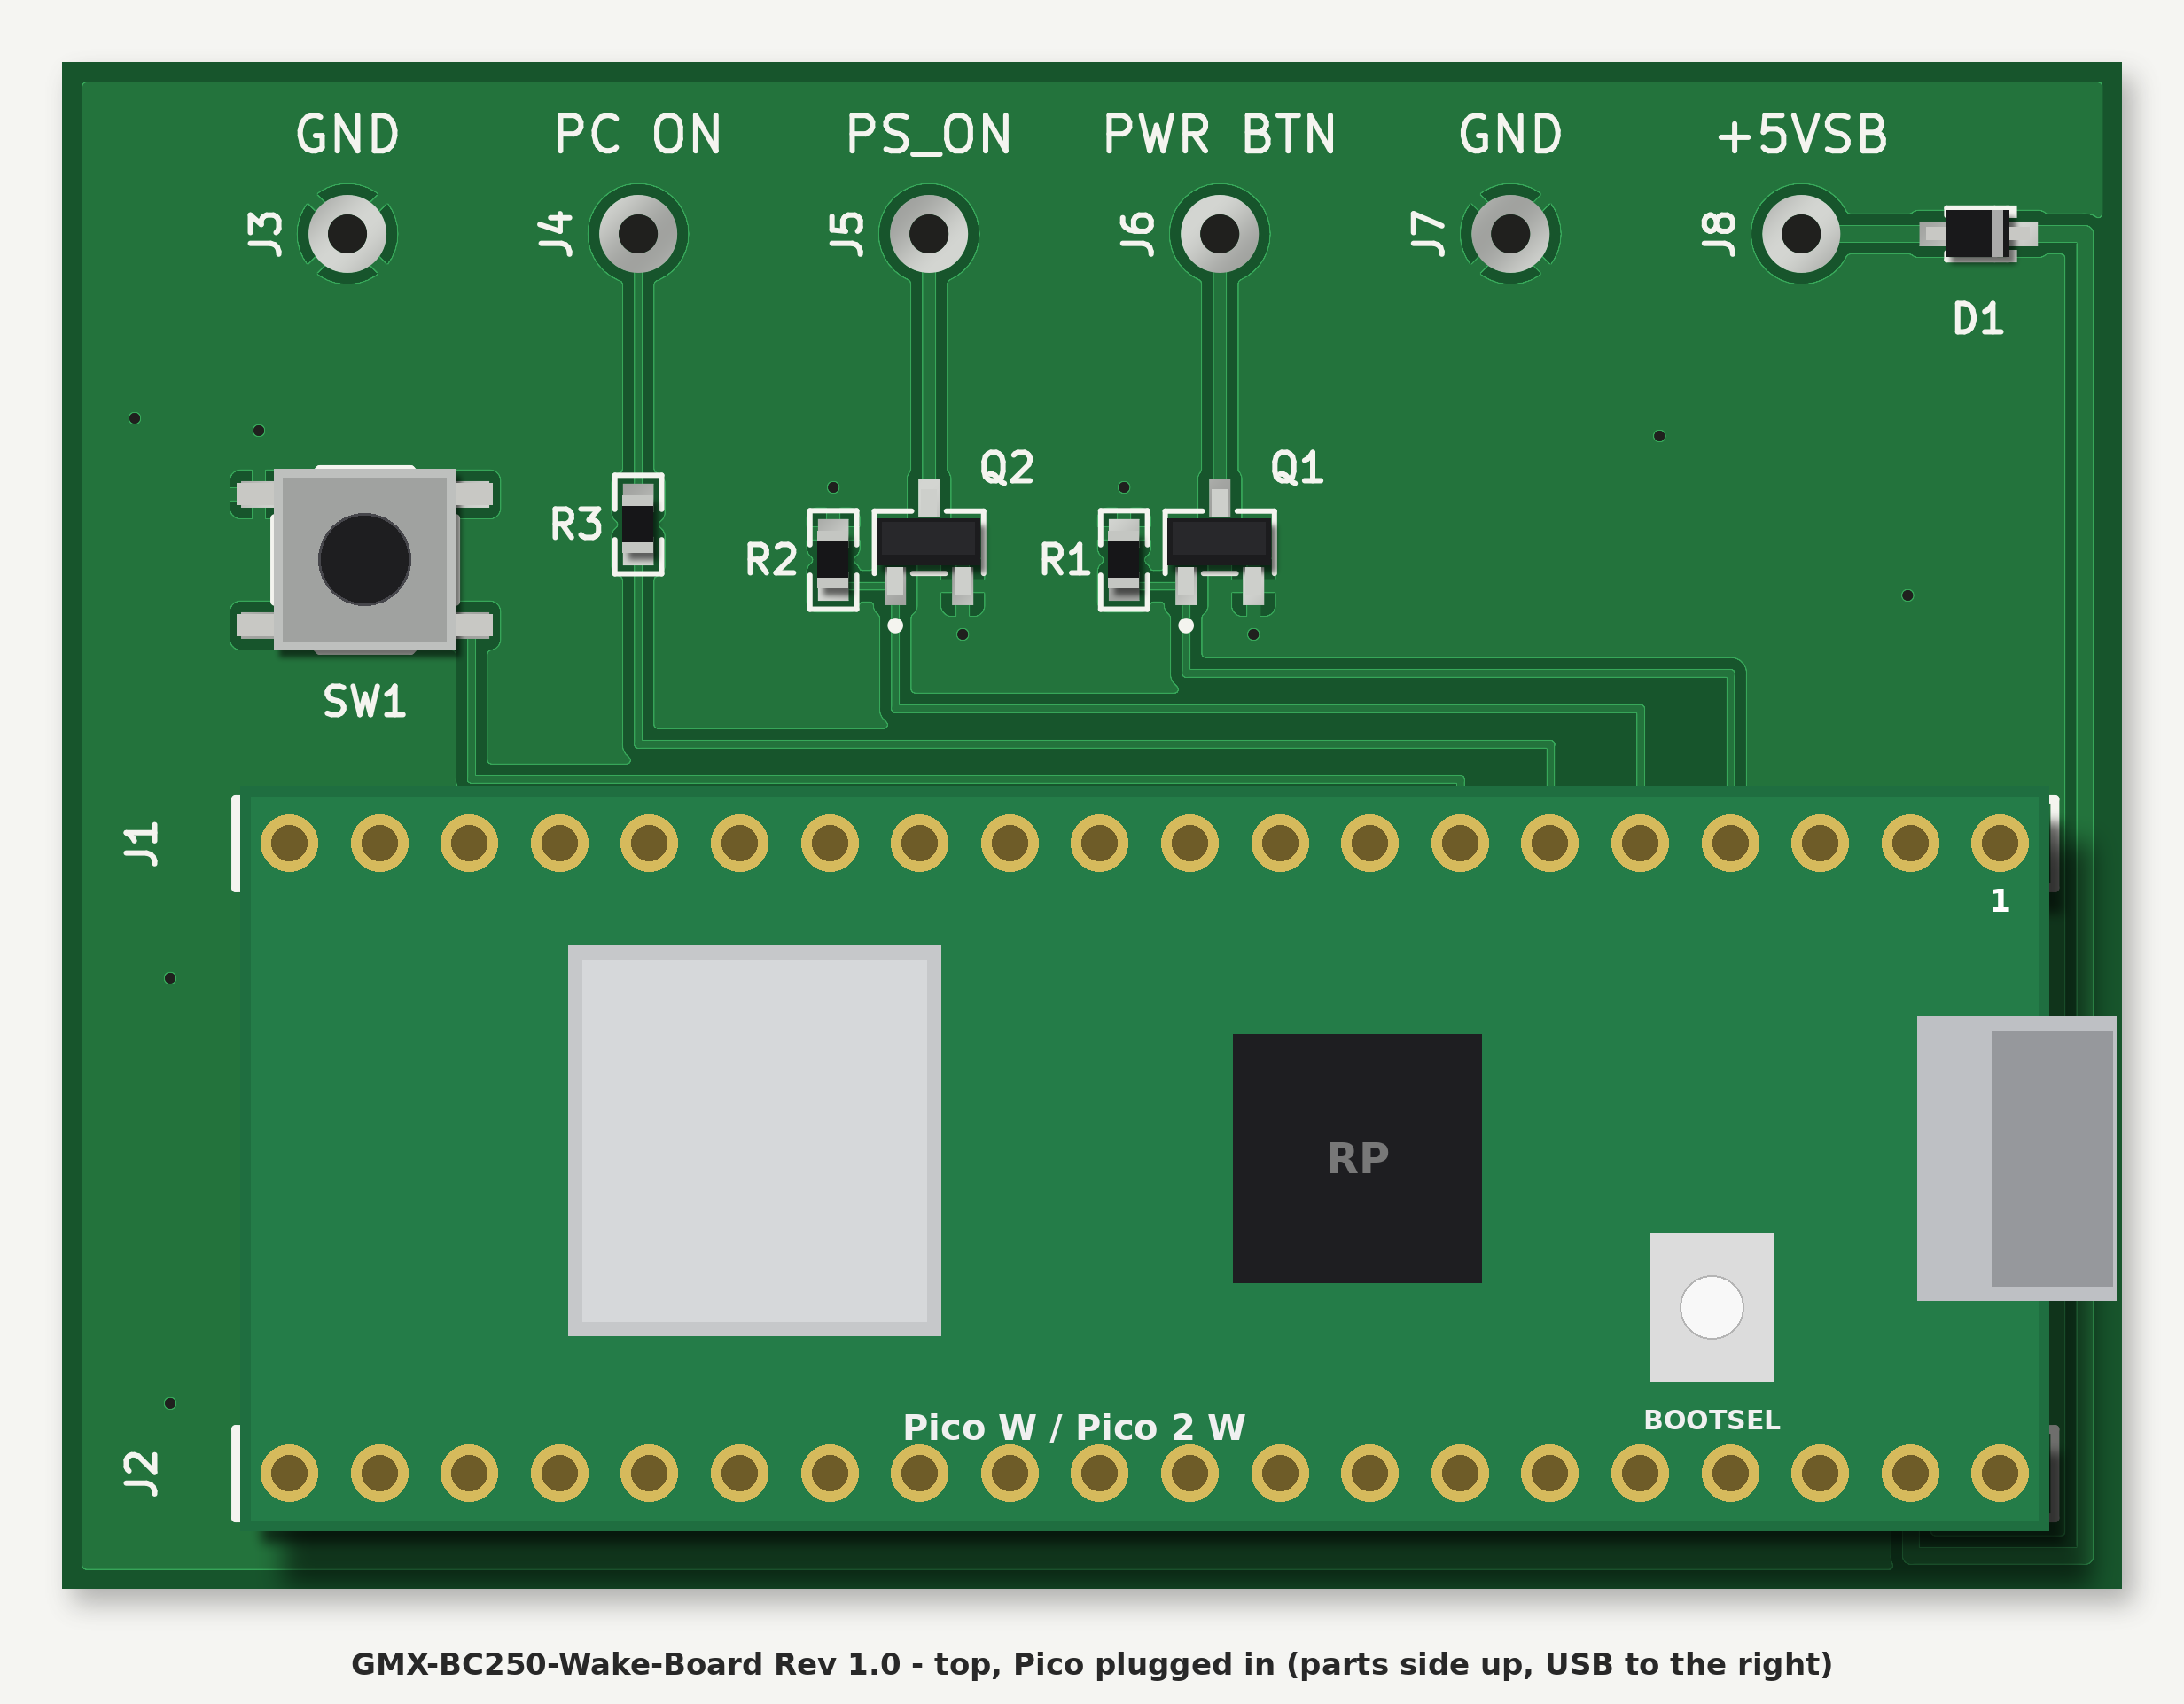 GND PC ON PS_ON PWR BTN GND +5VSB
J3 J4 J5 J6 J7 J8
D1
Q2 Q1
R3 R2 R1
SW1
J1
1
RP
Pico W / Pico 2 W
BOOTSEL
J2
GMX-BC250-Wake-Board Rev 1.0 - top, Pico plugged in (parts side up, USB to the right)